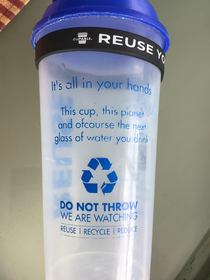 REUSE YO
It's all in your hands
This cup, this planet
and ofcourse the next
glass of water you drink
DO NOT THROW
WE ARE WATCHING
REUSE | RECYCLE | REDUCE